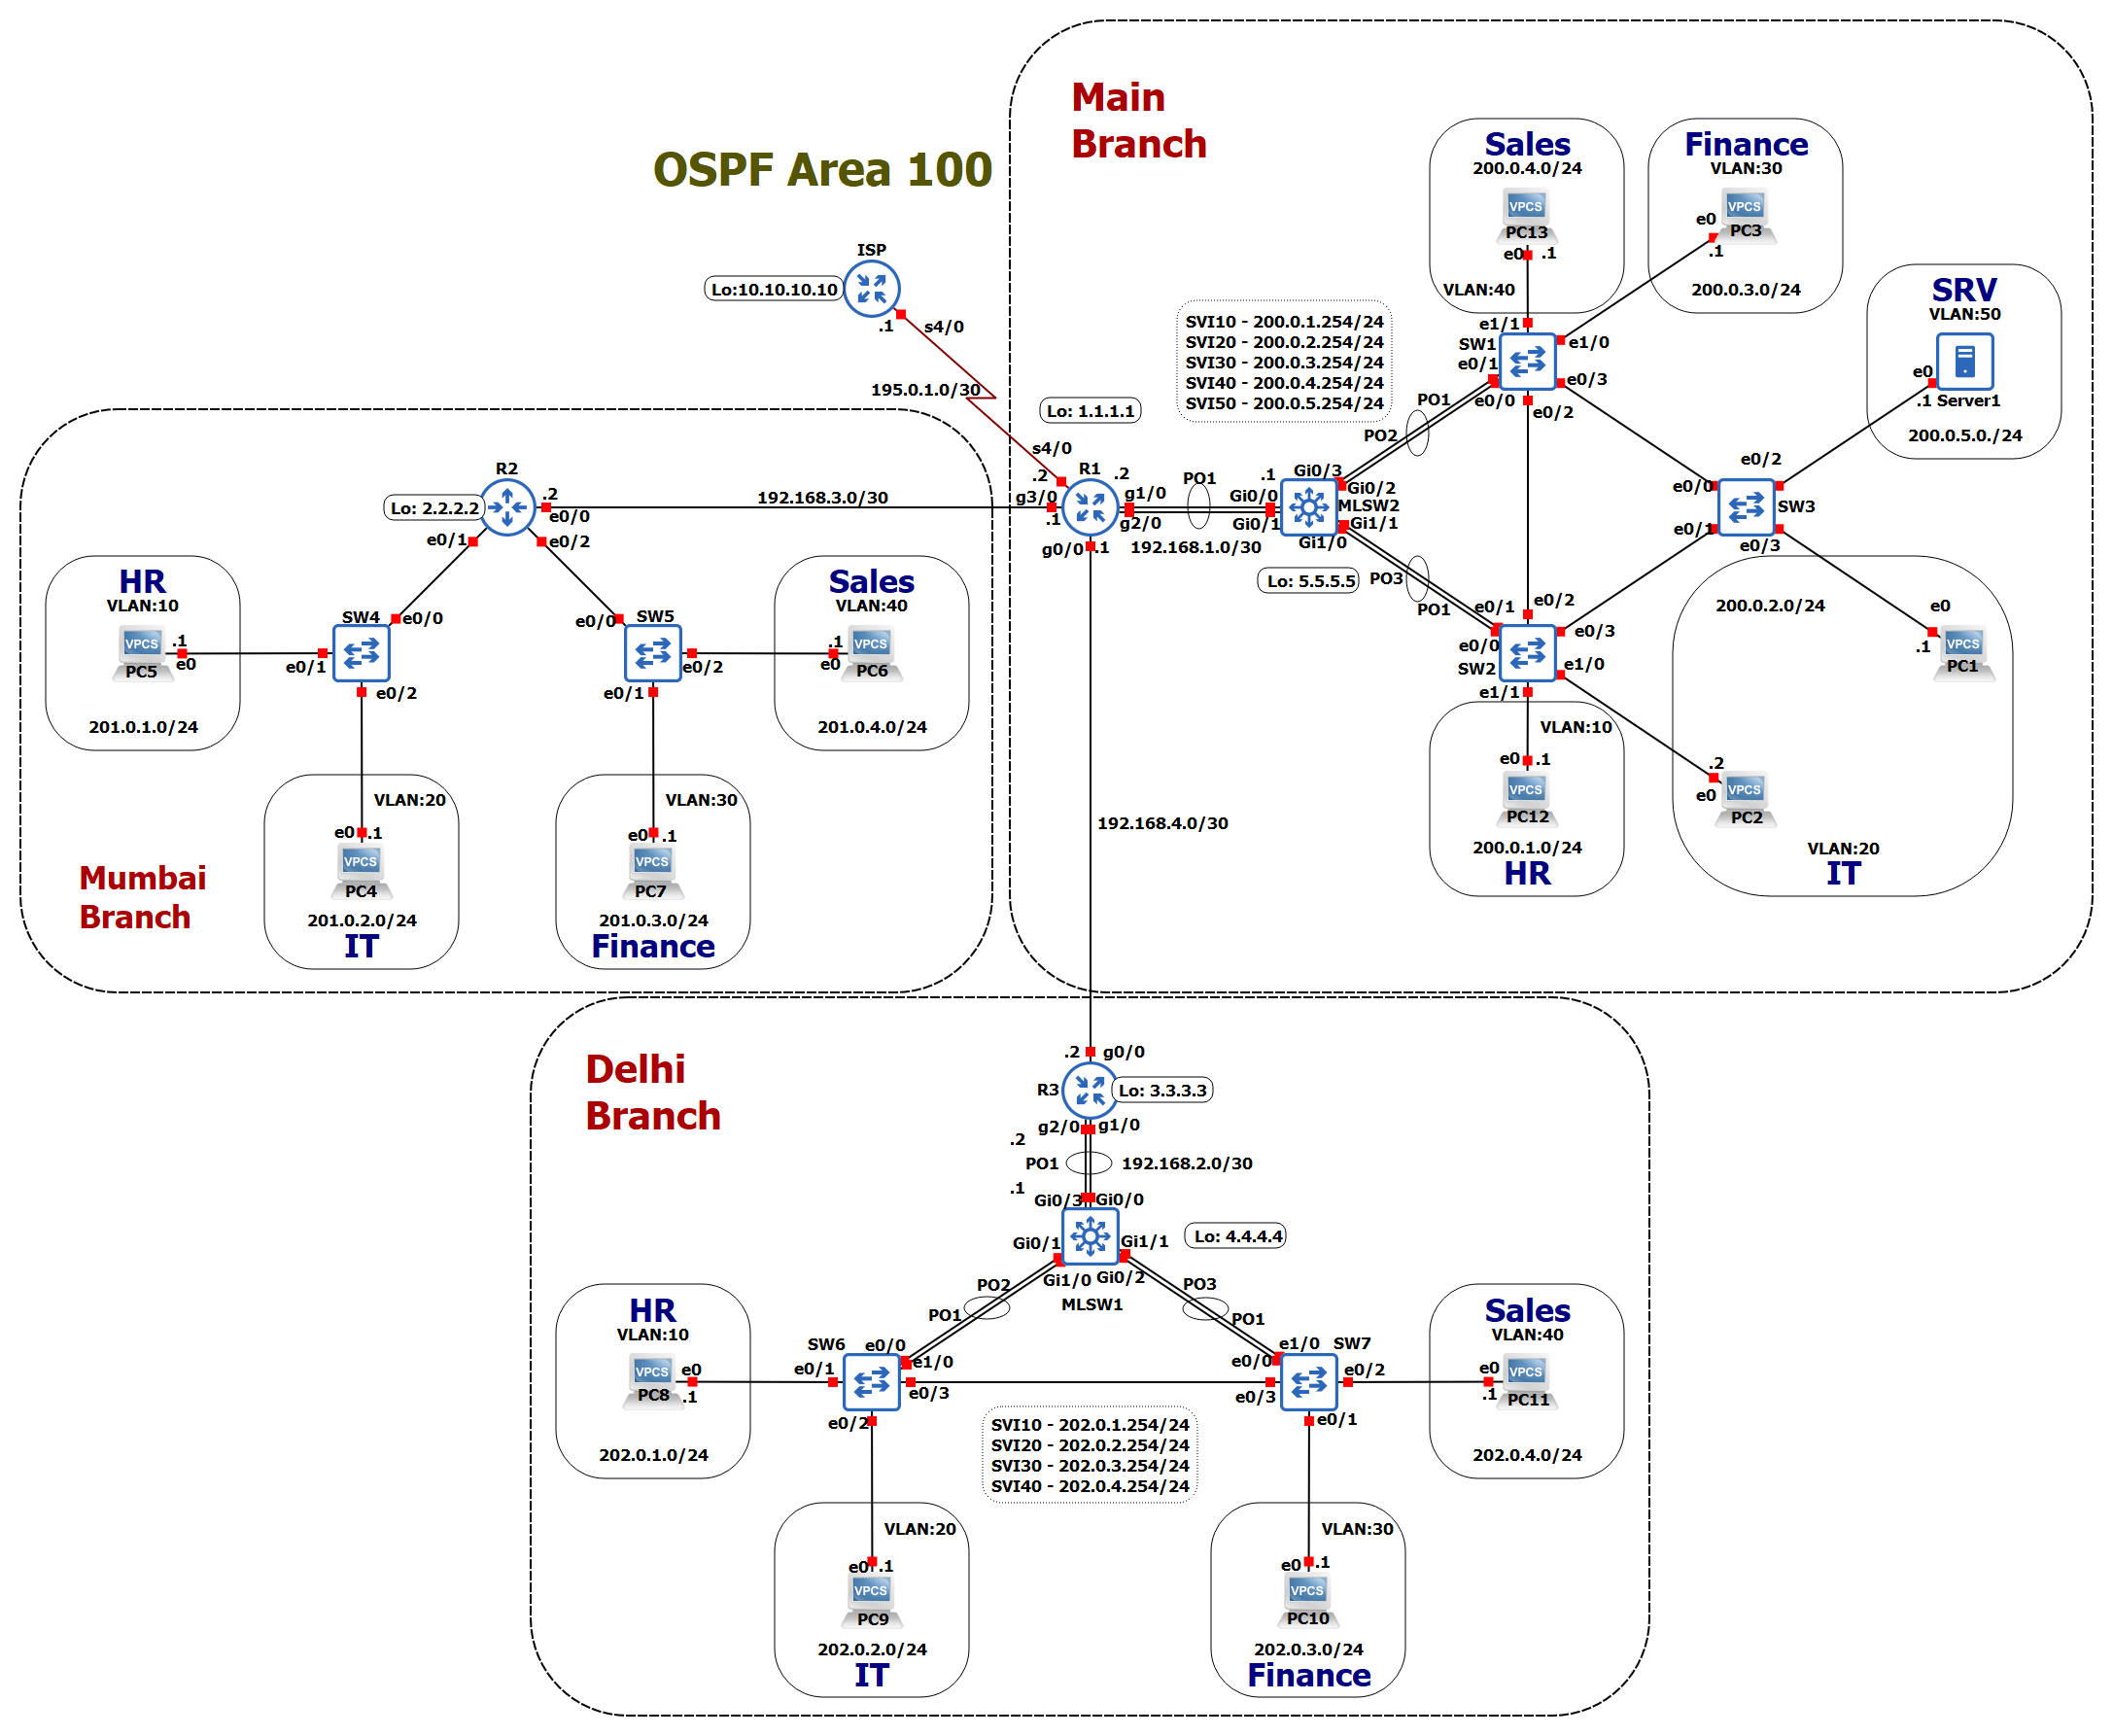 Main
Branch
OSPF Area 100
Sales
200.0.4.0/24
VPCS
PC13
e0
.1
VLAN:40
Finance
VLAN:30
VPCS
e0
PC3
.1
200.0.3.0/24
ISP
Lo:10.10.10.10
.1
s4/0
195.0.1.0/30
SRV
VLAN:50
e0
.1 Server1
200.0.5.0./24
SVI10 - 200.0.1.254/24
SVI20 - 200.0.2.254/24
SVI30 - 200.0.3.254/24
SVI40 - 200.0.4.254/24
SVI50 - 200.0.5.254/24
e1/1
SW1
e1/0
e0/1
e0/3
e0/0
e0/2
PO1
PO2
Lo: 1.1.1.1
s4/0
.2
R1
.2
g3/0
.1
g1/0
g2/0
g0/0
.1
PO1
192.168.1.0/30
.1
Gi0/3
Gi0/0
Gi0/2
MLSW2
Gi0/1
Gi1/1
Gi1/0
Lo: 5.5.5.5
PO3
PO1
e0/2
e0/0
SW3
e0/1
e0/3
e0/1
e0/2
e0/0
e0/3
SW2
e1/0
e1/1
VLAN:10
e0
.1
VPCS
PC12
200.0.1.0/24
HR
200.0.2.0/24
e0
.1
VPCS
PC1
.2
e0
VPCS
PC2
VLAN:20
IT
R2
Lo: 2.2.2.2
.2
e0/0
192.168.3.0/30
e0/1
e0/2
HR
VLAN:10
VPCS
.1
e0
PC5
201.0.1.0/24
SW4
e0/0
e0/1
e0/2
SW5
e0/0
e0/2
e0/1
Sales
VLAN:40
.1
VPCS
e0
PC6
201.0.4.0/24
VLAN:20
e0
.1
VPCS
PC4
201.0.2.0/24
IT
VLAN:30
e0
.1
VPCS
PC7
201.0.3.0/24
Finance
Mumbai
Branch
192.168.4.0/30
Delhi
Branch
.2
g0/0
R3
Lo: 3.3.3.3
g2/0
g1/0
.2
PO1
192.168.2.0/30
.1
Gi0/3
Gi0/0
Gi0/1
Gi1/1
Lo: 4.4.4.4
Gi1/0
Gi0/2
MLSW1
PO2
PO1
PO3
PO1
HR
VLAN:10
VPCS
e0
PC8
.1
202.0.1.0/24
SW6
e0/0
e0/1
e1/0
e0/3
e0/2
e1/0
SW7
e0/0
e0/2
e0/3
e0/1
Sales
VLAN:40
e0
VPCS
.1
PC11
202.0.4.0/24
SVI10 - 202.0.1.254/24
SVI20 - 202.0.2.254/24
SVI30 - 202.0.3.254/24
SVI40 - 202.0.4.254/24
VLAN:20
e0
.1
VPCS
PC9
202.0.2.0/24
IT
VLAN:30
e0
.1
VPCS
PC10
202.0.3.0/24
Finance